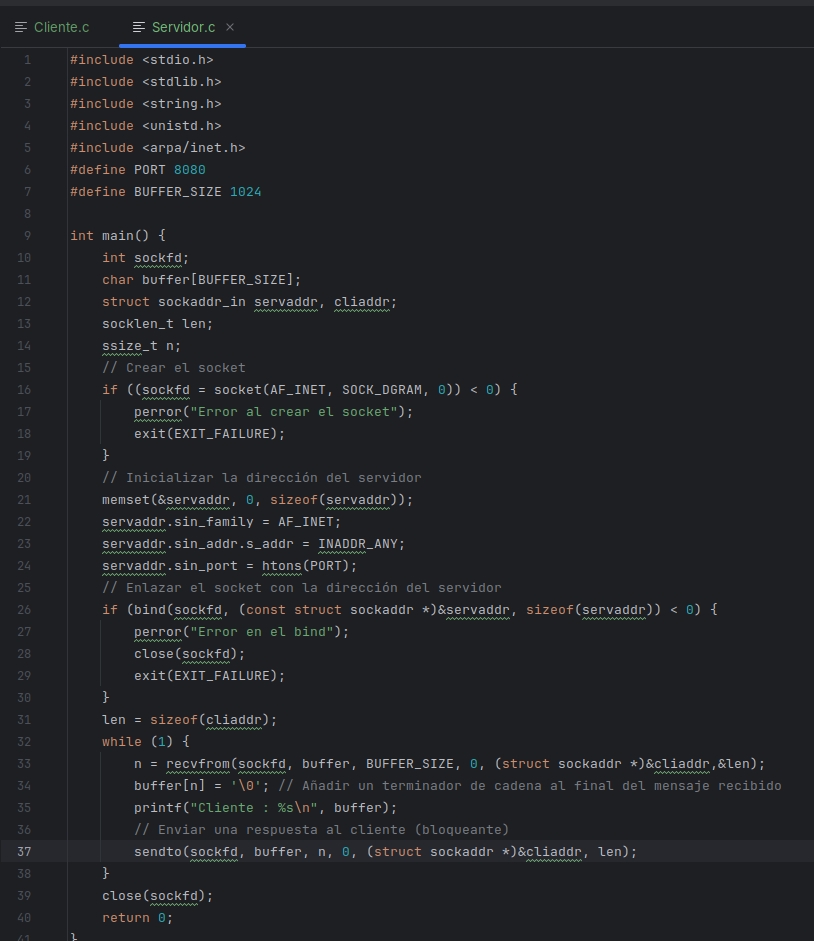 Cliente.c Servidor.c ×
1 #include <stdio.h>
2 #include <stdlib.h>
3 #include <string.h>
4 #include <unistd.h>
5 #include <arpa/inet.h>
6 #define PORT 8080
7 #define BUFFER_SIZE 1024
8
9 int main() {
10     int sockfd;
11     char buffer[BUFFER_SIZE];
12     struct sockaddr_in servaddr, cliaddr;
13     socklen_t len;
14     ssize_t n;
15     // Crear el socket
16     if ((sockfd = socket(AF_INET, SOCK_DGRAM, 0)) < 0) {
17         perror("Error al crear el socket");
18         exit(EXIT_FAILURE);
19     }
20     // Inicializar la dirección del servidor
21     memset(&servaddr, 0, sizeof(servaddr));
22     servaddr.sin_family = AF_INET;
23     servaddr.sin_addr.s_addr = INADDR_ANY;
24     servaddr.sin_port = htons(PORT);
25     // Enlazar el socket con la dirección del servidor
26     if (bind(sockfd, (const struct sockaddr *)&servaddr, sizeof(servaddr)) < 0) {
27         perror("Error en el bind");
28         close(sockfd);
29         exit(EXIT_FAILURE);
30     }
31     len = sizeof(cliaddr);
32     while (1) {
33         n = recvfrom(sockfd, buffer, BUFFER_SIZE, 0, (struct sockaddr *)&cliaddr,&len);
34         buffer[n] = '\0'; // Añadir un terminador de cadena al final del mensaje recibido
35         printf("Cliente : %s\n", buffer);
36         // Enviar una respuesta al cliente (bloqueante)
37         sendto(sockfd, buffer, n, 0, (struct sockaddr *)&cliaddr, len);
38     }
39     close(sockfd);
40     return 0;
41 }